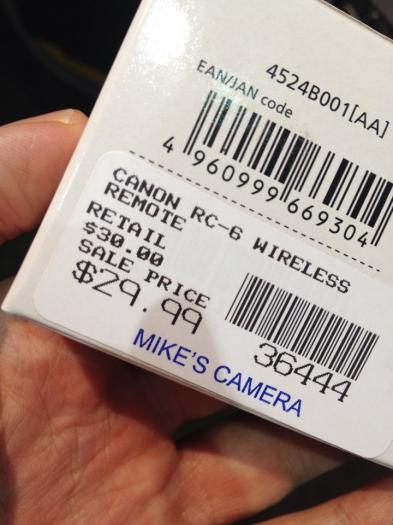 4524B001[AA]
EAN/JAN code
4 960999 669304
CANON RC-6 WIRELESS
REMOTE
RETAIL
$30.00
SALE PRICE
$29.99
36444
MIKE'S CAMERA